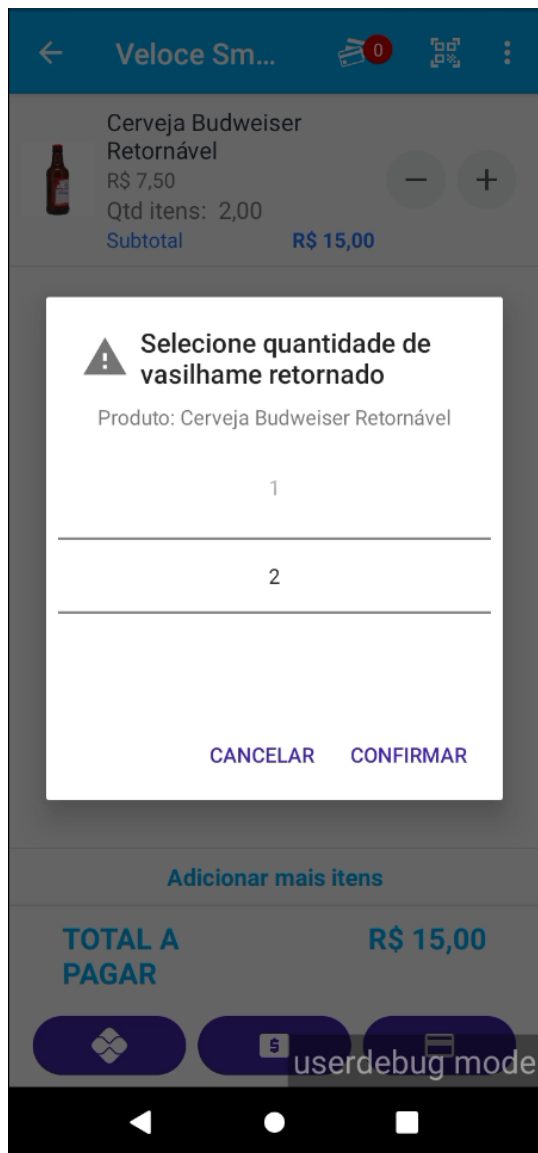 Veloce Sm...
0
Cerveja Budweiser
Retornável
R$ 7,50
Qtd itens: 2,00
Subtotal R$ 15,00
Selecione quantidade de
vasilhame retornado
Produto: Cerveja Budweiser Retornável
1
2
CANCELAR CONFIRMAR
Adicionar mais itens
TOTAL A
PAGAR
R$ 15,00
userdebug mode